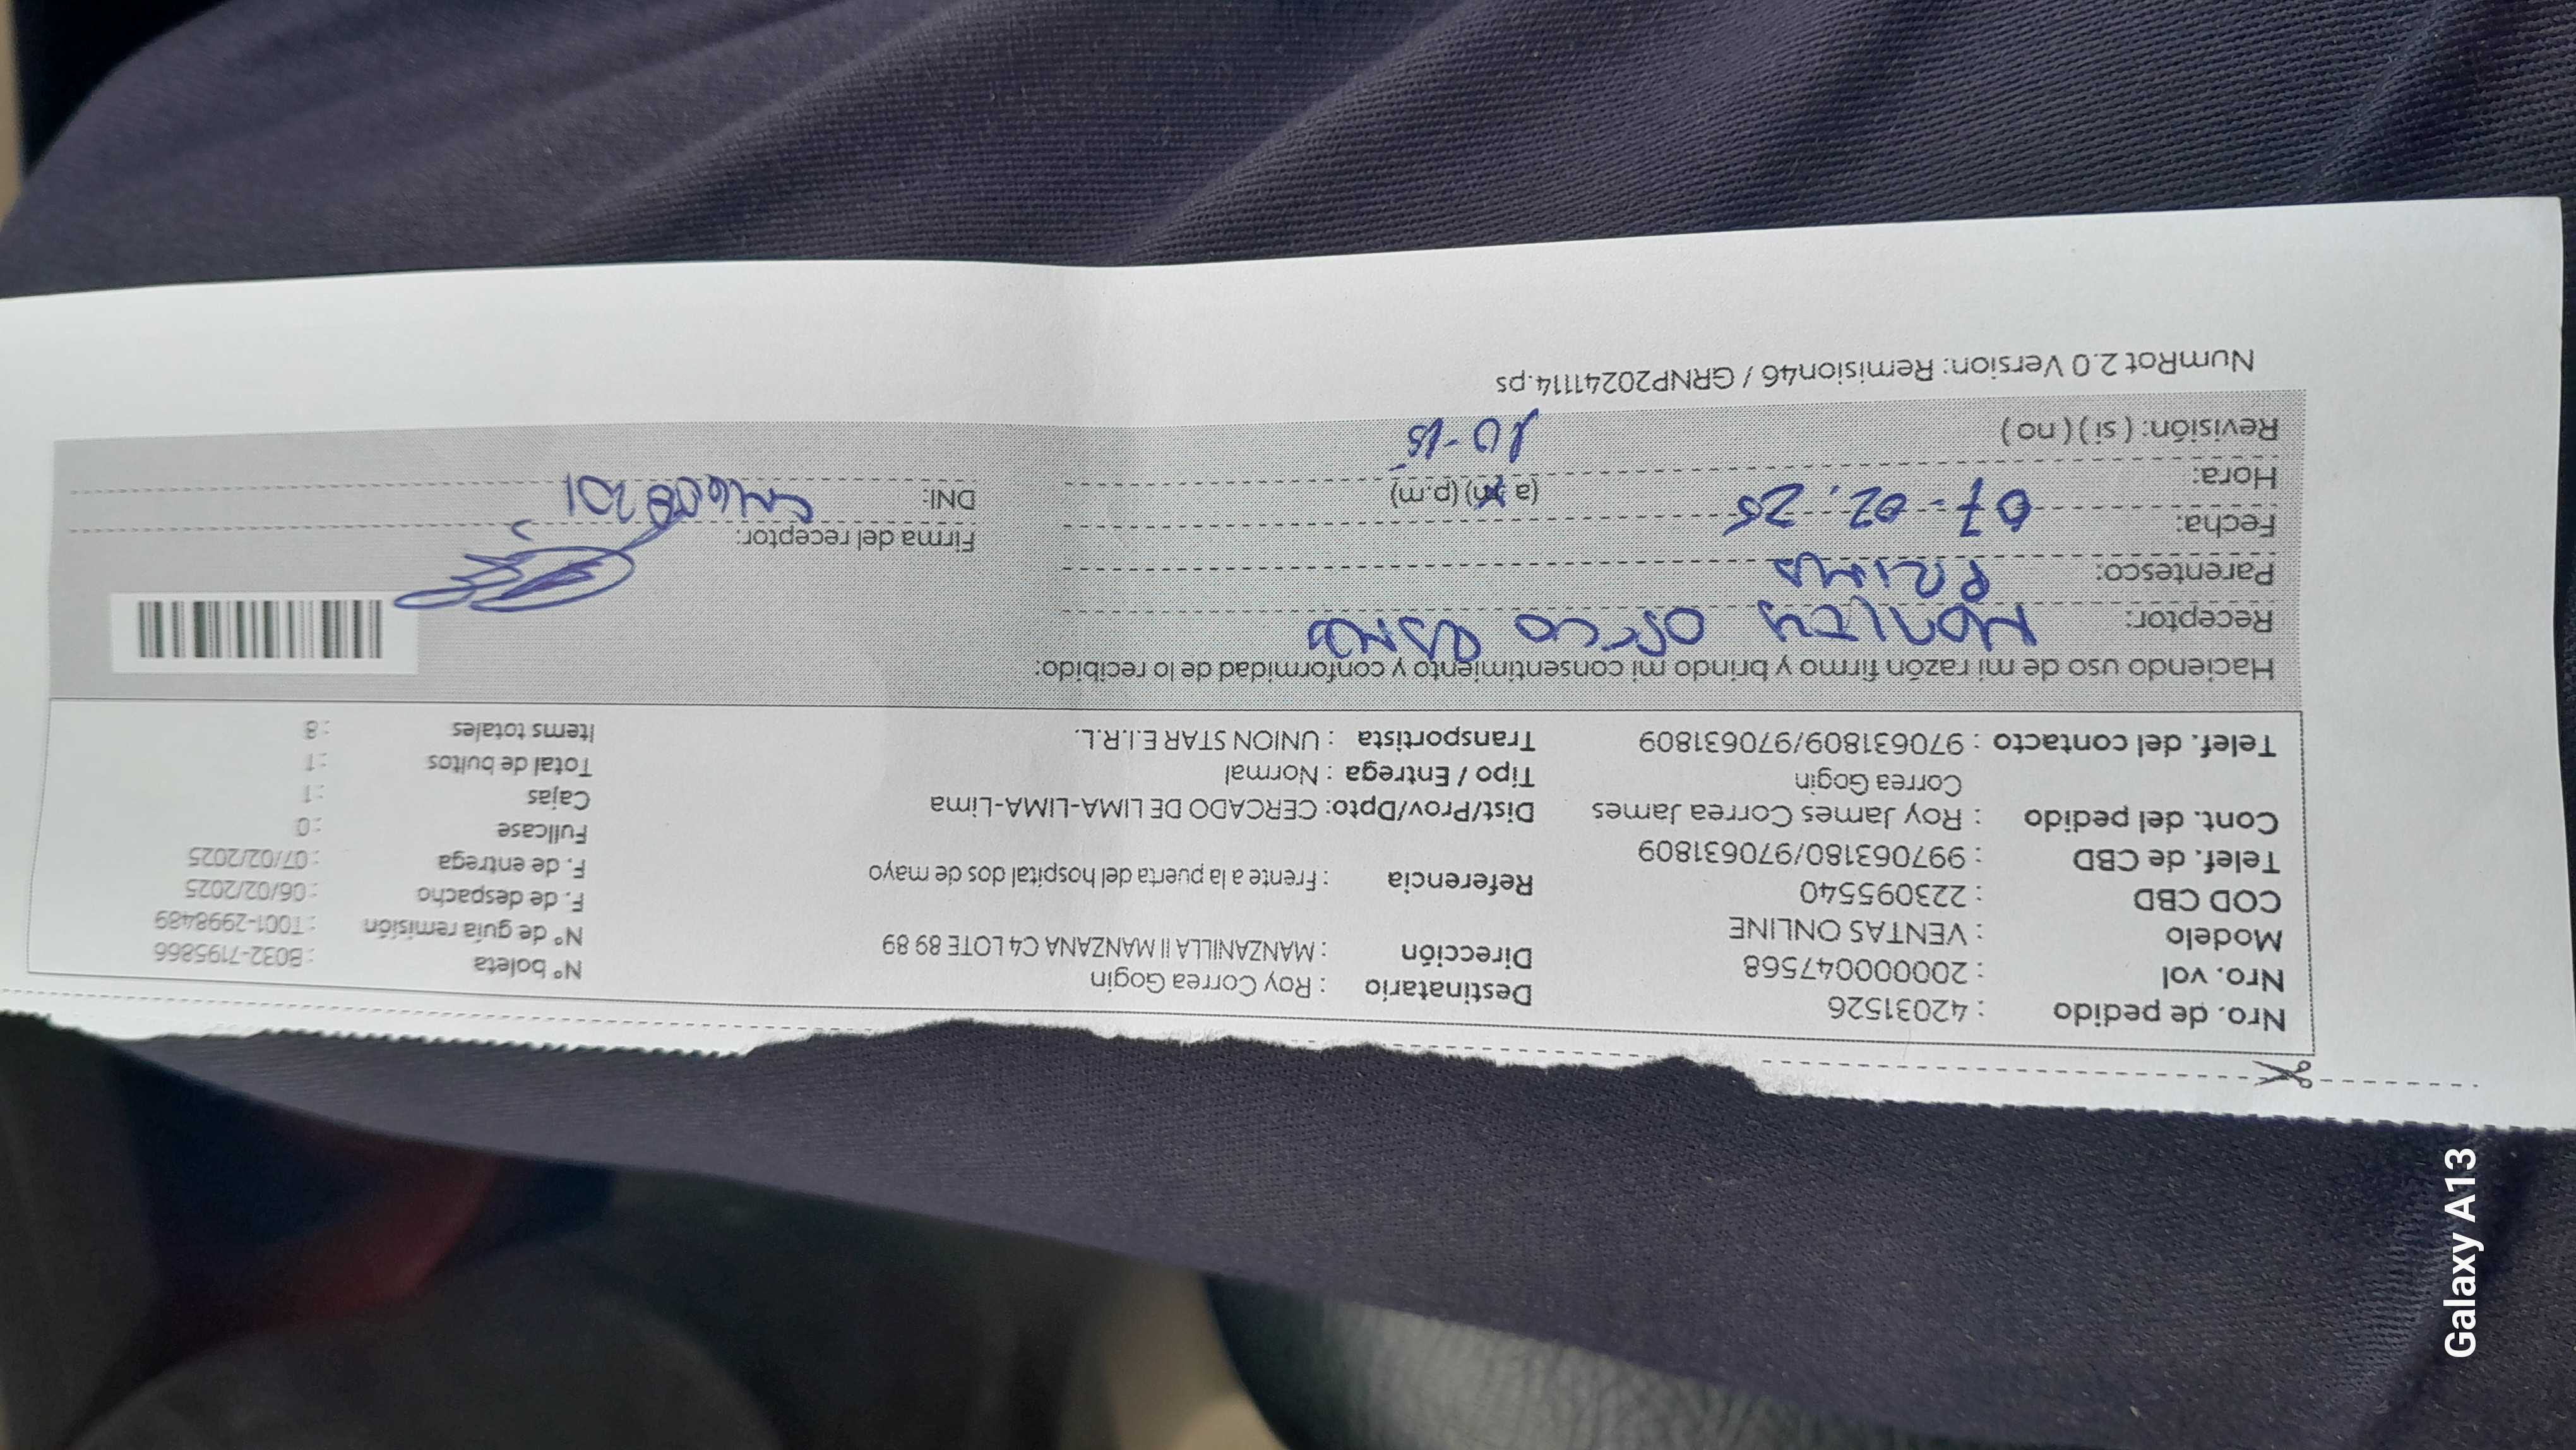 Nro. de pedido : 42031526
Nro. vol : 20000047568
Modelo : VENTAS ONLINE
COD CBD : 223095540
Telef. de CBD : 997063180/970631809
Cont. del pedido : Roy James Correa James
Correa Gogin
Telef. del contacto : 970631809/970631809
Destinatario : Roy Correa Gogin
Dirección : MANZANILLA II MANZANA C4 LOTE 89 89
Referencia : Frente a la puerta del hospital dos de mayo
Dist/Prov/Dpto: CERCADO DE LIMA-LIMA-Lima
Tipo / Entrega : Normal
Transportista : UNION STAR E.I.R.L.
N° boleta : B032-7195866
N° de guía remisión : T001-2998489
F. de despacho : 06/02/2025
F. de entrega : 07/02/2025
Fullcase : 0
Cajas : 1
Total de bultos : 1
Items totales : 8
Haciendo uso de mi razón firmo y brindo mi consentimiento y conformidad de lo recibido:
Receptor: MONICA
Parentesco: PRIMA
Fecha: 07-02.25
Hora: (a.m) (p.m) 10-15
Revisión: ( si ) ( no )
Firma del receptor:
DNI:
NumRot 2.0 Version: Remision46 / GRNP20241114.ps
Galaxy A13